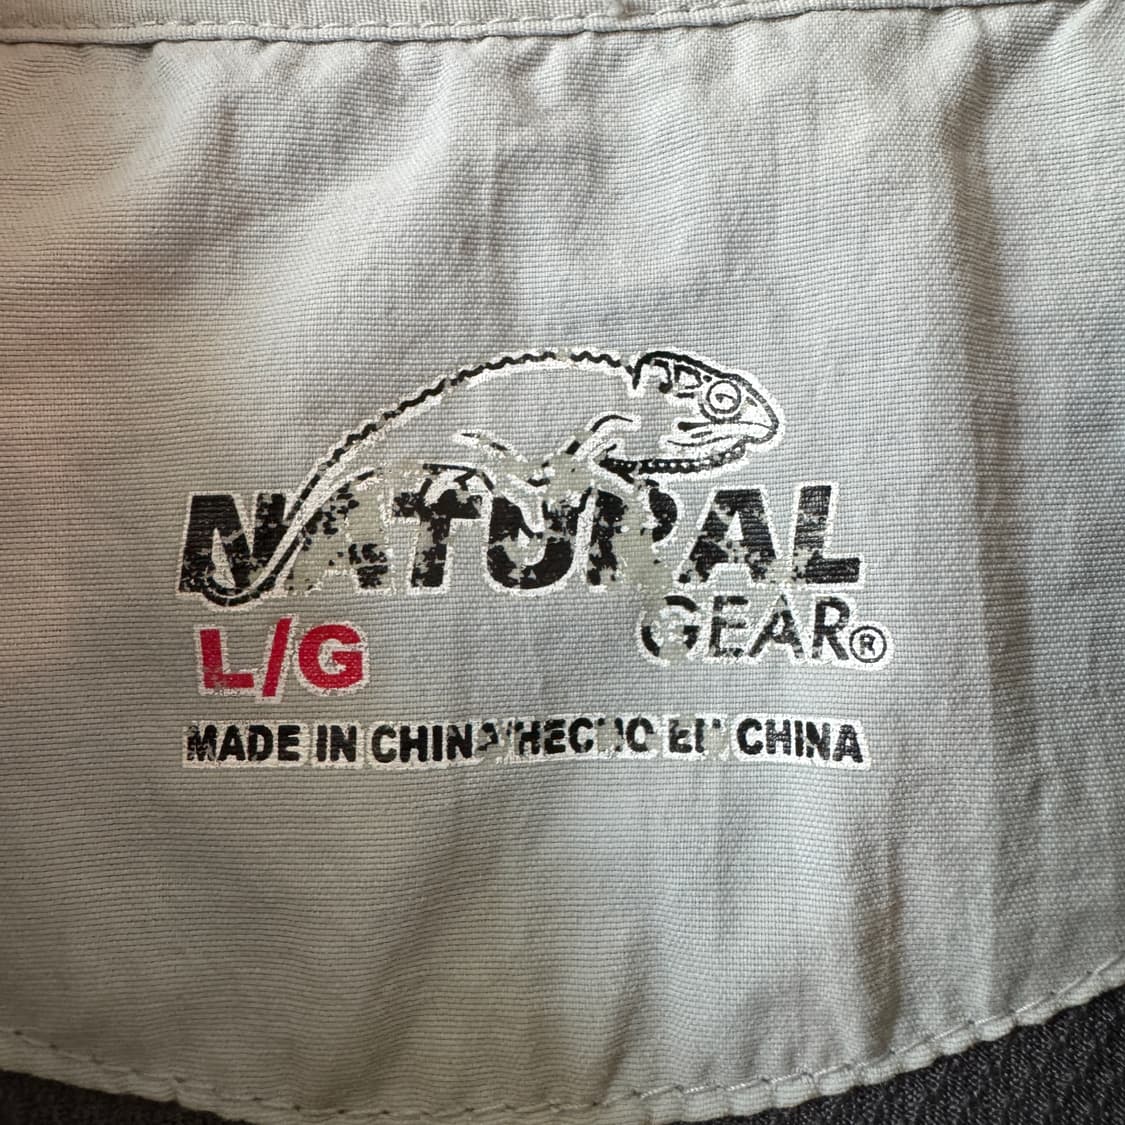 NATURAL
GEAR®
L/G
MADE IN CHINA/HECHO EN CHINA